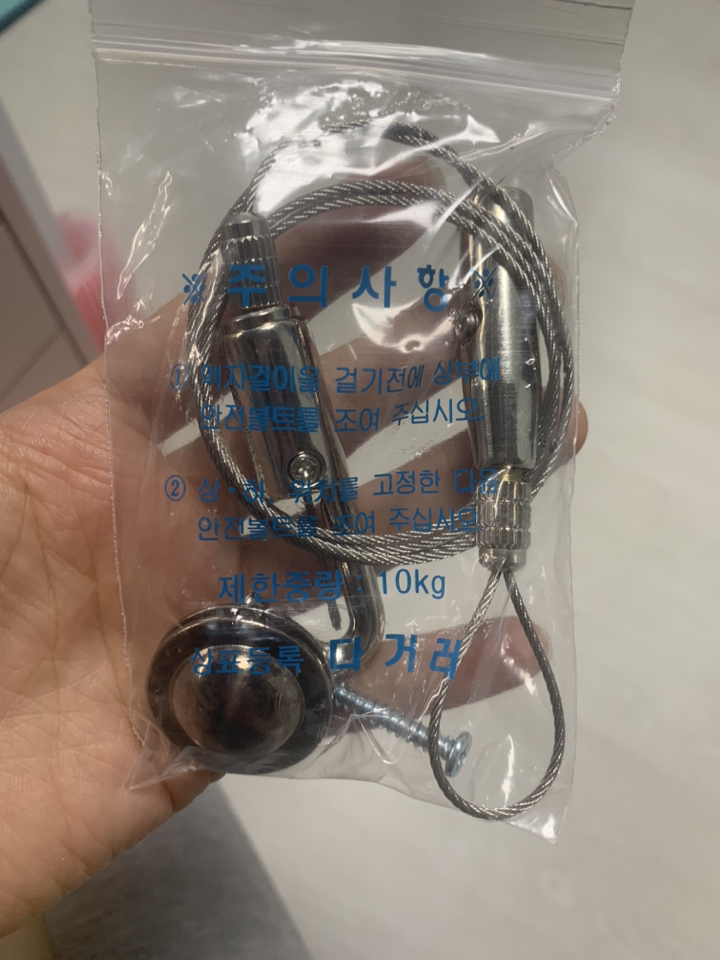 ※ 주의사항 ※
① 액자걸이를 걸기전에 상부에
안전볼트를 조여 주십시오.
② 상·하, 위치를 고정한 다음
안전볼트를 조여 주십시오.
제한중량 : 10kg
상표등록 다거러